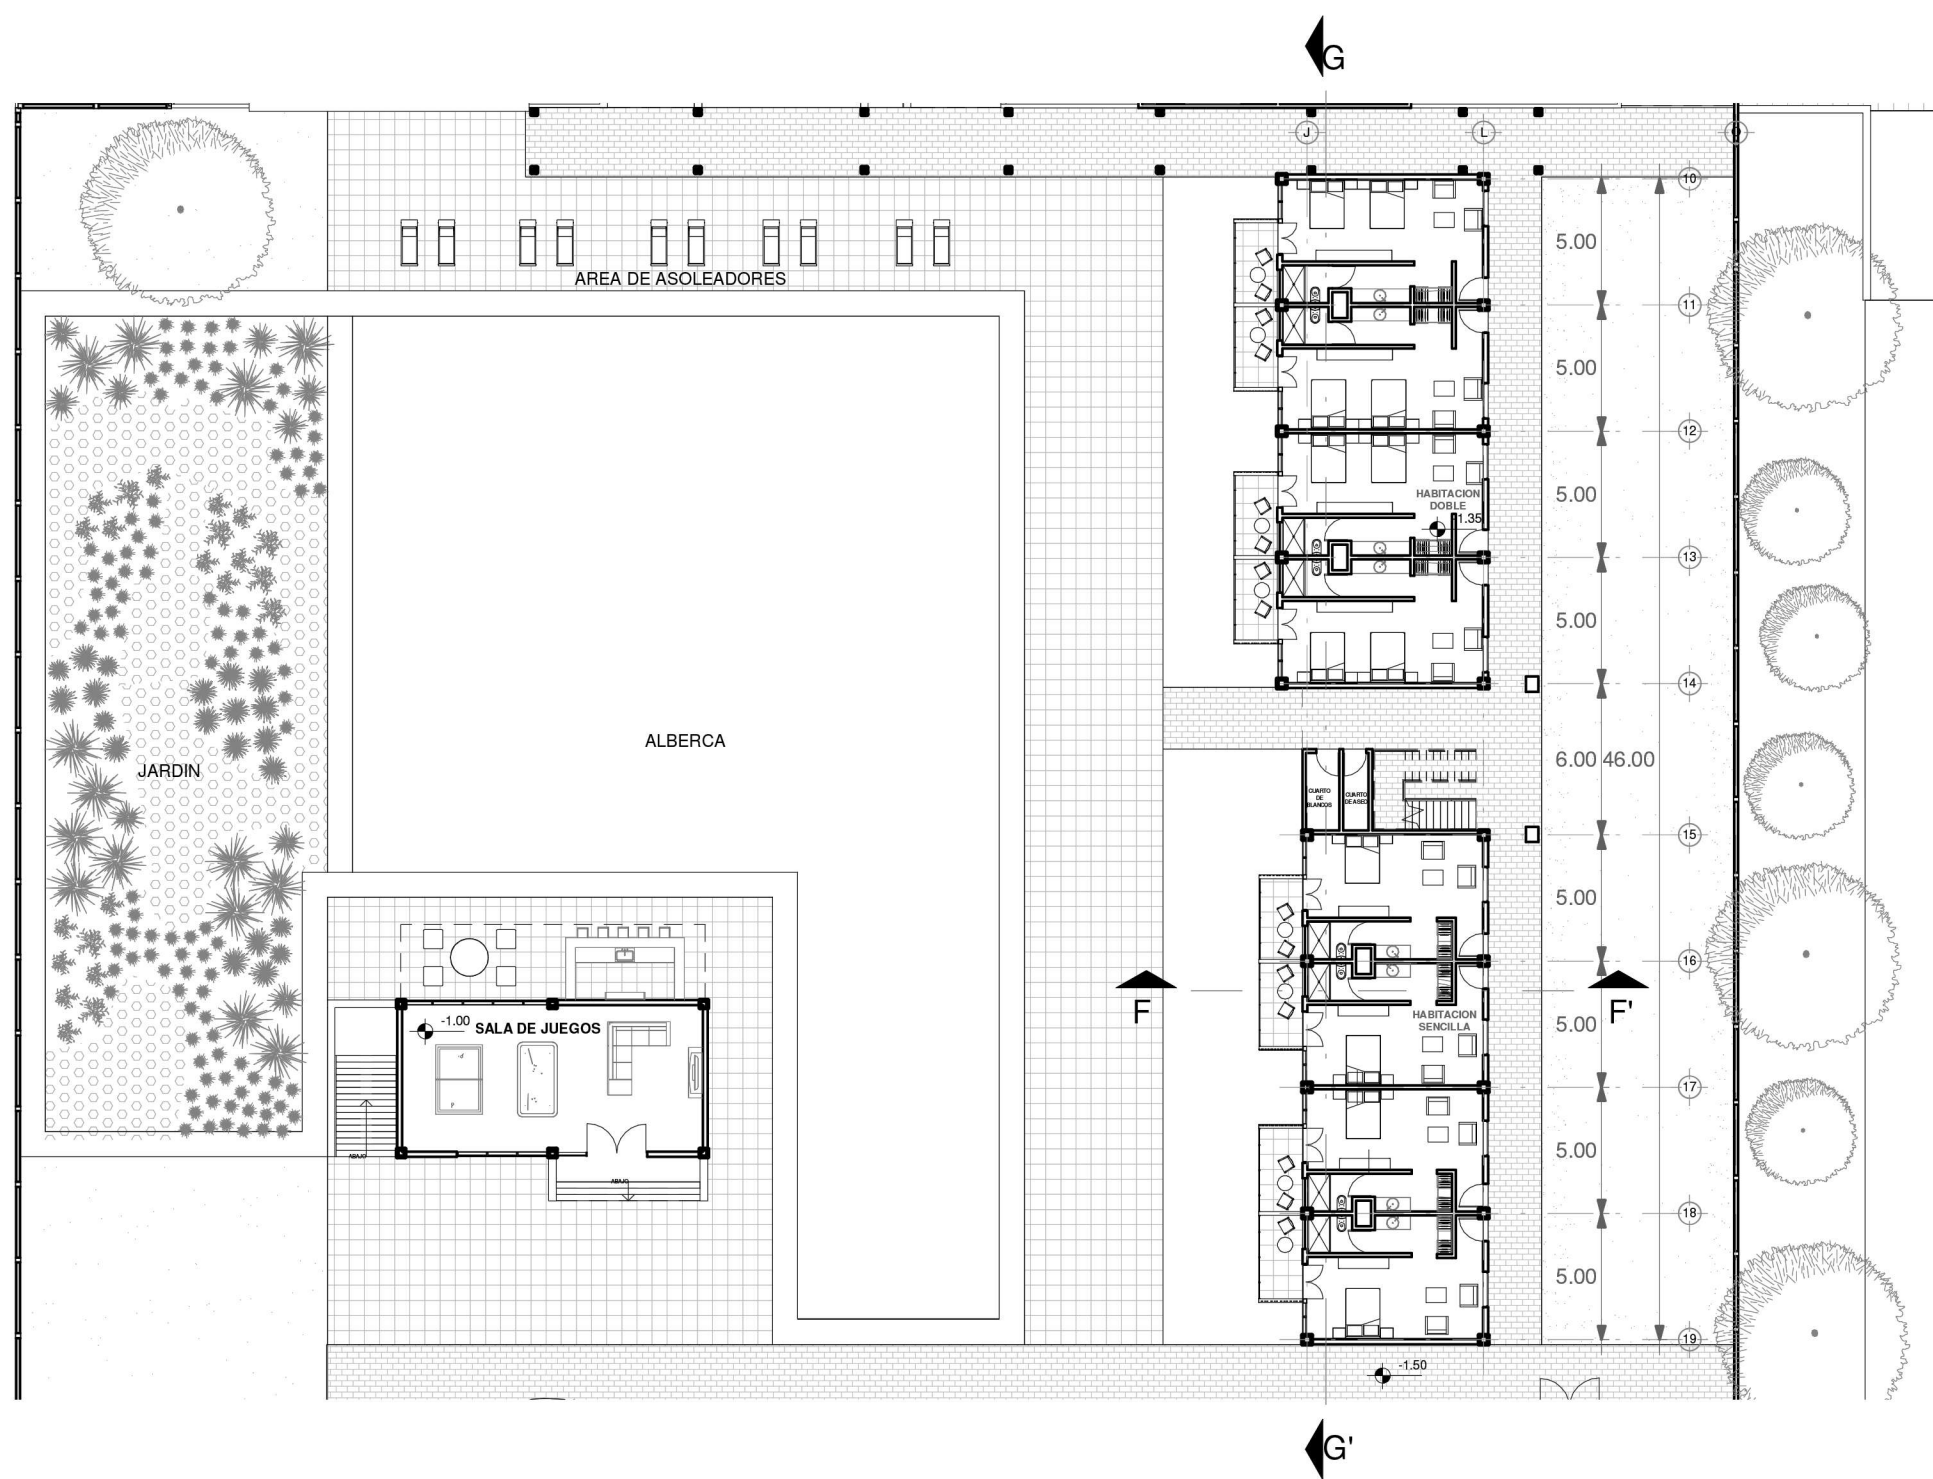 G
J
L
10
5.00
AREA DE ASOLEADORES
11
5.00
12
5.00
HABITACION
DOBLE
1.35
13
5.00
14
ALBERCA
6.00
46.00
JARDIN
CUARTO
DE
BLANCOS
CUARTO
DE ASEO
15
5.00
16
F
F'
5.00
HABITACION
SENCILLA
-1.00
SALA DE JUEGOS
17
5.00
ABAJO
ABAJO
18
5.00
19
-1.50
G'